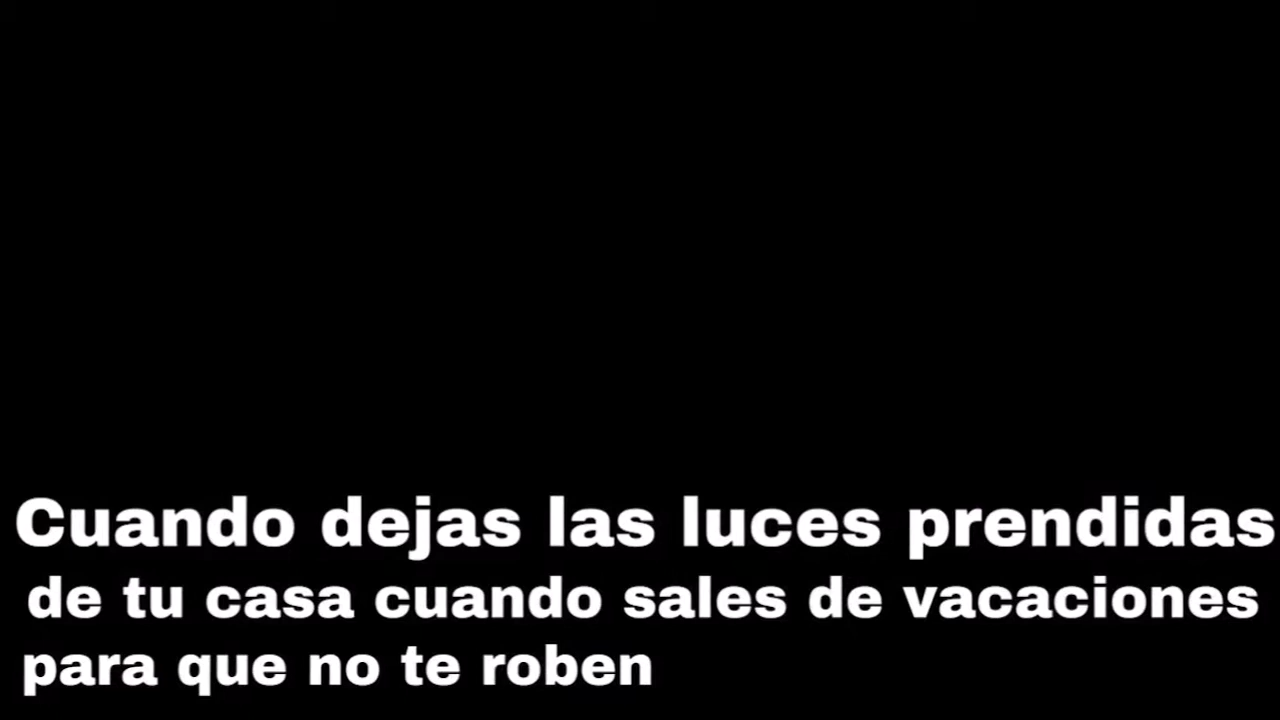 Cuando dejas las luces prendidas
de tu casa cuando sales de vacaciones
para que no te roben